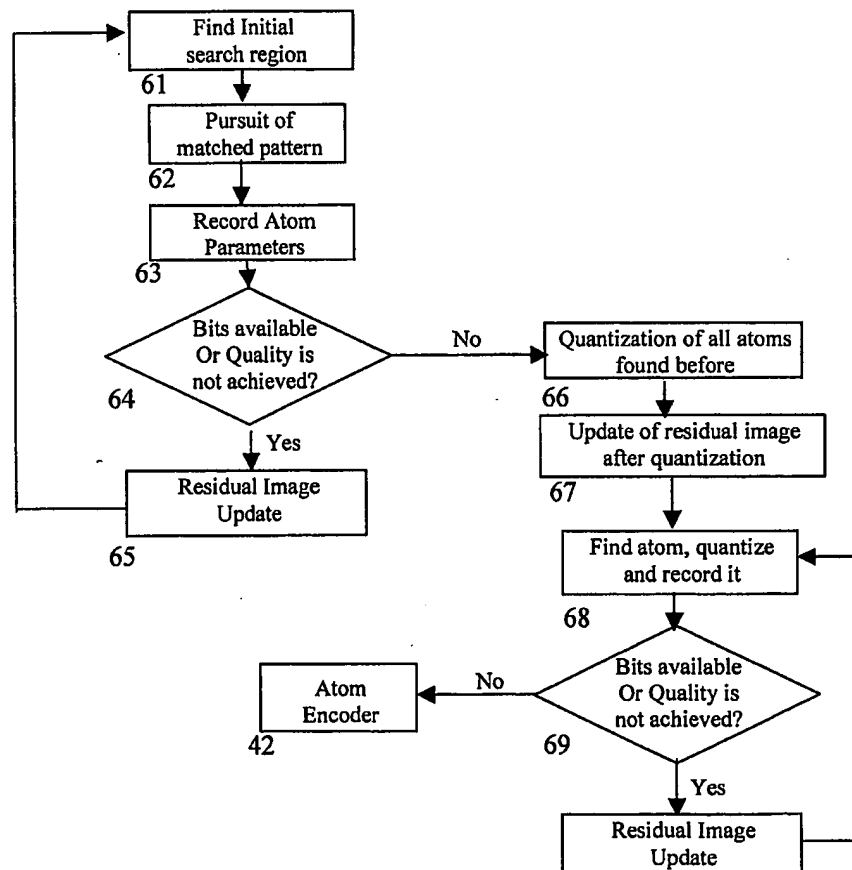 Find Initial
search region
61
Pursuit of
matched pattern
62
Record Atom
Parameters
63
Bits available
Or Quality is
not achieved?
64
No
Yes
Residual Image
Update
65
Quantization of all atoms
found before
66
Update of residual image
after quantization
67
Find atom, quantize
and record it
68
Bits available
Or Quality is
not achieved?
69
No
Atom
Encoder
42
Yes
Residual Image
Update